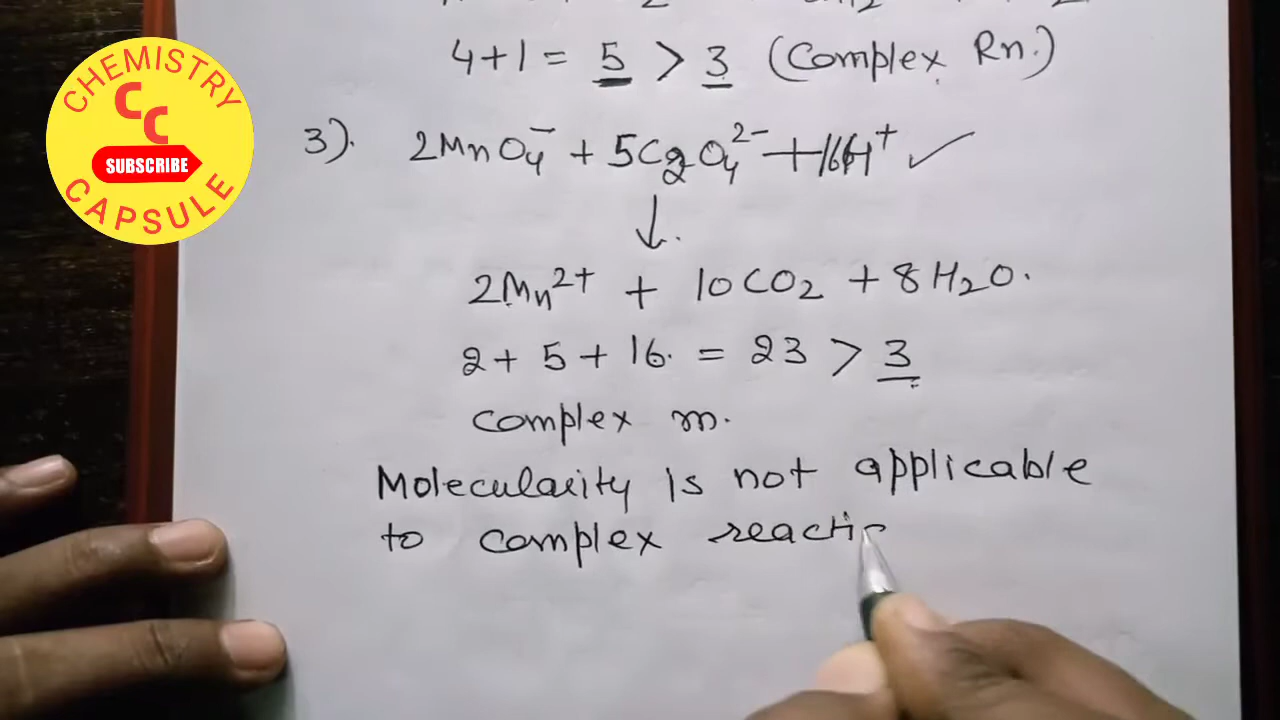 CHEMISTRY
CC
SUBSCRIBE
CAPSULE
4+1 = 5 > 3 (Complex Rn.)
3). 2MnO₄⁻ + 5C₂O₄²⁻ + 16H⁺ ✓
↓.
2Mn²⁺ + 10CO₂ + 8H₂O.
2 + 5 + 16. = 23 > 3
complex rn.
Molecularity is not applicable
to complex reactio